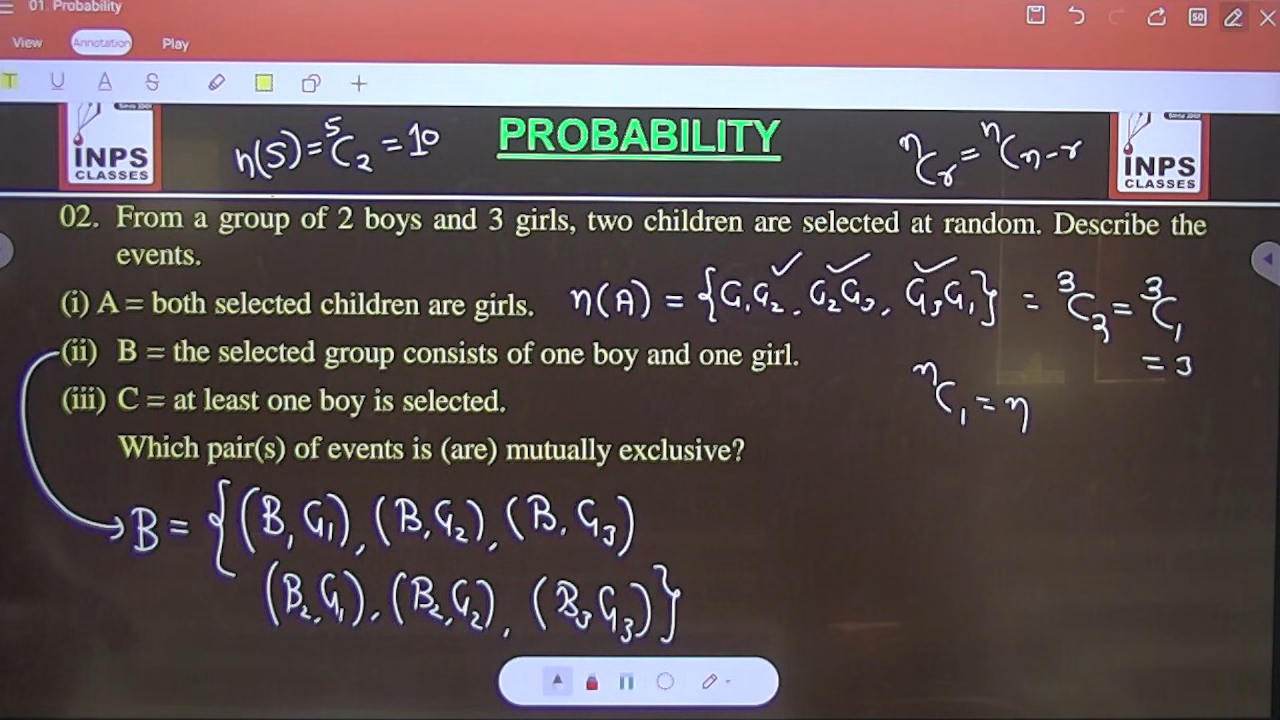 01. Probability
View Annotation Play
T U A S
50
INPS
CLASSES
n(S) = ⁵C₂ = 10
PROBABILITY
ⁿCᵣ = ⁿCₙ₋ᵣ
INPS
CLASSES
02. From a group of 2 boys and 3 girls, two children are selected at random. Describe the
events.
(i) A = both selected children are girls.
n(A) = {G₁G₂, G₂G₃, G₃G₁} = ³C₂ = ³C₁
= 3
(ii) B = the selected group consists of one boy and one girl.
ⁿC₁ = n
(iii) C = at least one boy is selected.
Which pair(s) of events is (are) mutually exclusive?
B = {(B₁G₁), (B₁G₂), (B₁G₃)
(B₂G₁), (B₂G₂), (B₃G₃)}